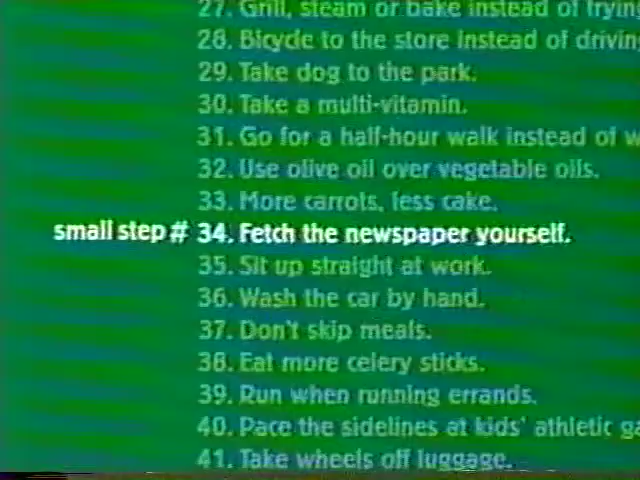 27. Grill, steam or bake instead of frying
28. Bicycle to the store instead of drivin
29. Take dog to the park.
30. Take a multi-vitamin.
31. Go for a half-hour walk instead of w
32. Use olive oil over vegetable oils.
33. More carrots, less cake.
small step # 34. Fetch the newspaper yourself.
35. Sit up straight at work.
36. Wash the car by hand.
37. Don't skip meals.
38. Eat more celery sticks.
39. Run when running errands.
40. Pace the sidelines at kids' athletic ga
41. Take wheels off luggage.